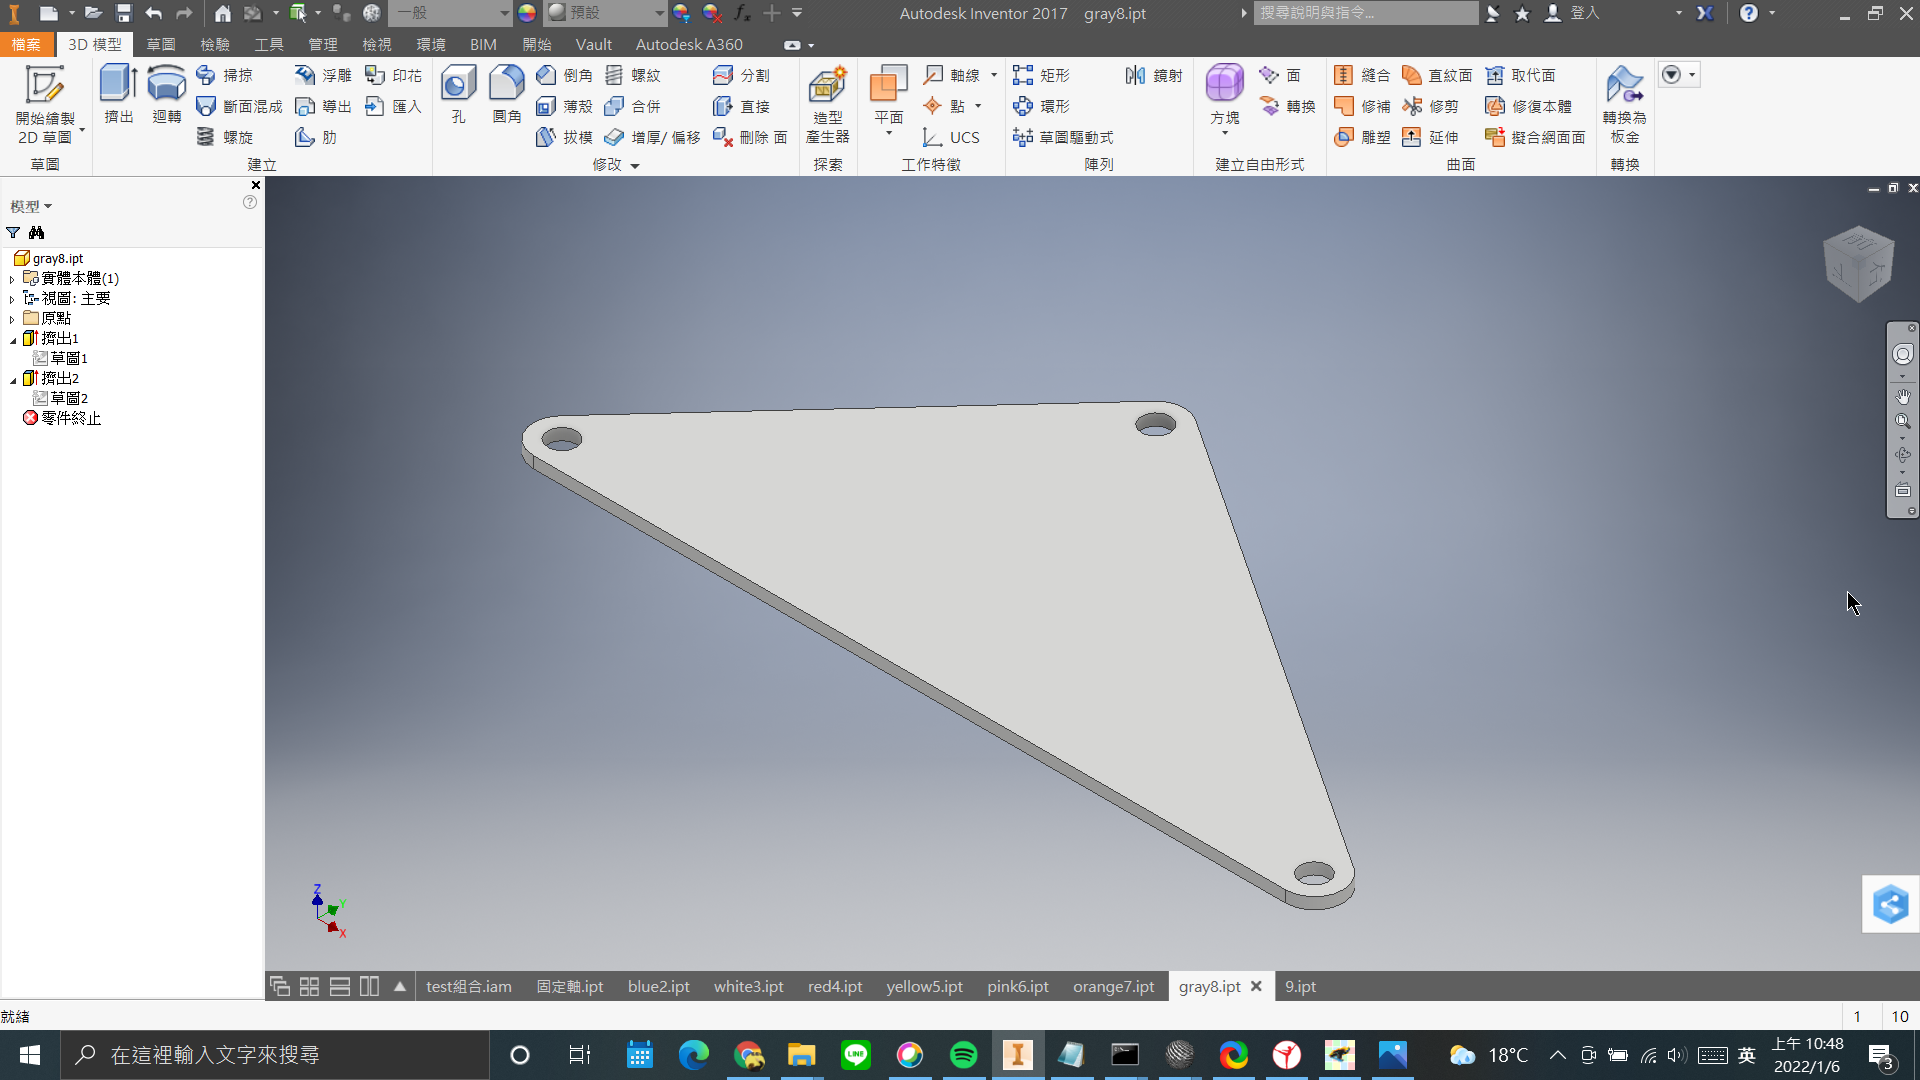 一般
預設
Autodesk Inventor 2017 gray8.ipt
搜尋說明與指令...
登入
檔案 3D 模型 草圖 檢驗 工具 管理 檢視 環境 BIM 開始 Vault Autodesk A360
開始繪製
2D 草圖
擠出
迴轉
掃掠
斷面混成
螺旋
浮雕
導出
肋
印花
匯入
孔
圓角
倒角
薄殼
拔模
螺紋
合併
增厚/ 偏移
分割
直接
刪除 面
造型
產生器
平面
軸線
點
UCS
矩形
環形
草圖驅動式
鏡射
方塊
面
轉換
縫合
修補
雕塑
直紋面
修剪
延伸
取代面
修復本體
擬合網面面
轉換為
板金
草圖 建立 修改 探索 工作特徵 陣列 建立自由形式 曲面 轉換
模型
gray8.ipt
實體本體(1)
視圖: 主要
原點
擠出1
草圖1
擠出2
草圖2
零件終止
Z
Y
X
test組合.iam 固定軸.ipt blue2.ipt white3.ipt red4.ipt yellow5.ipt pink6.ipt orange7.ipt gray8.ipt 9.ipt
就緒
1 10
在這裡輸入文字來搜尋
LINE
18°C
英
上午 10:48
2022/1/6
3